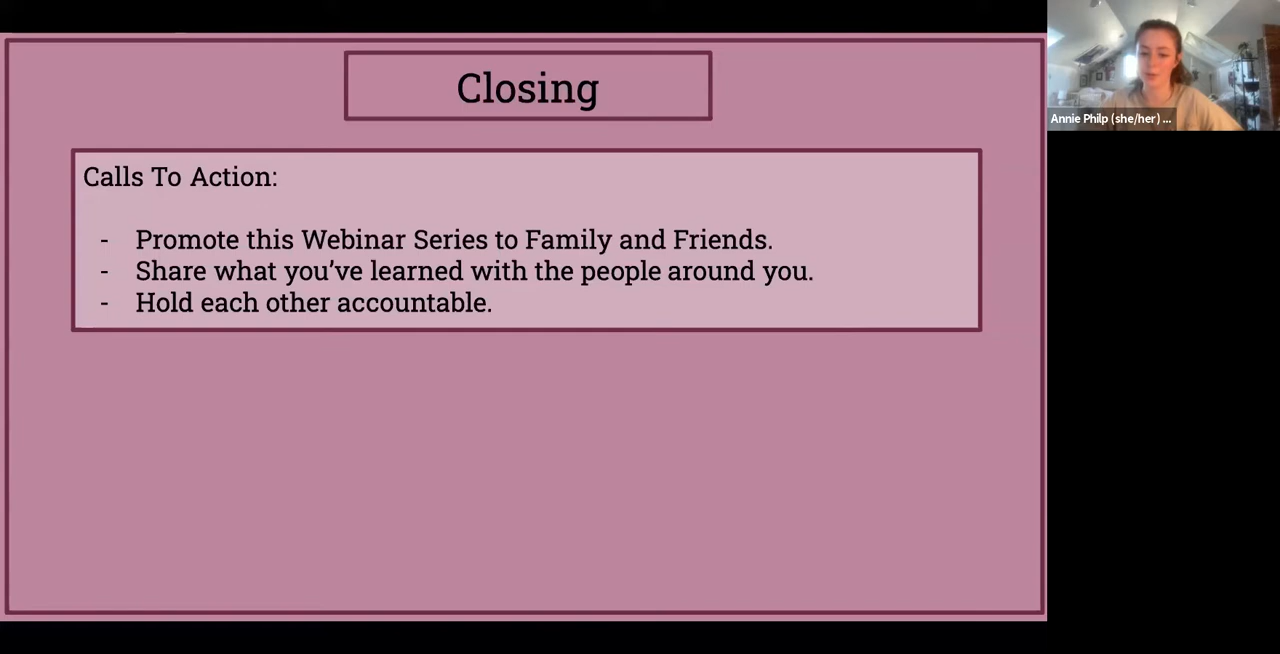 Closing
Annie Philp (she/her) ...
Calls To Action:
- Promote this Webinar Series to Family and Friends.
- Share what you’ve learned with the people around you.
- Hold each other accountable.